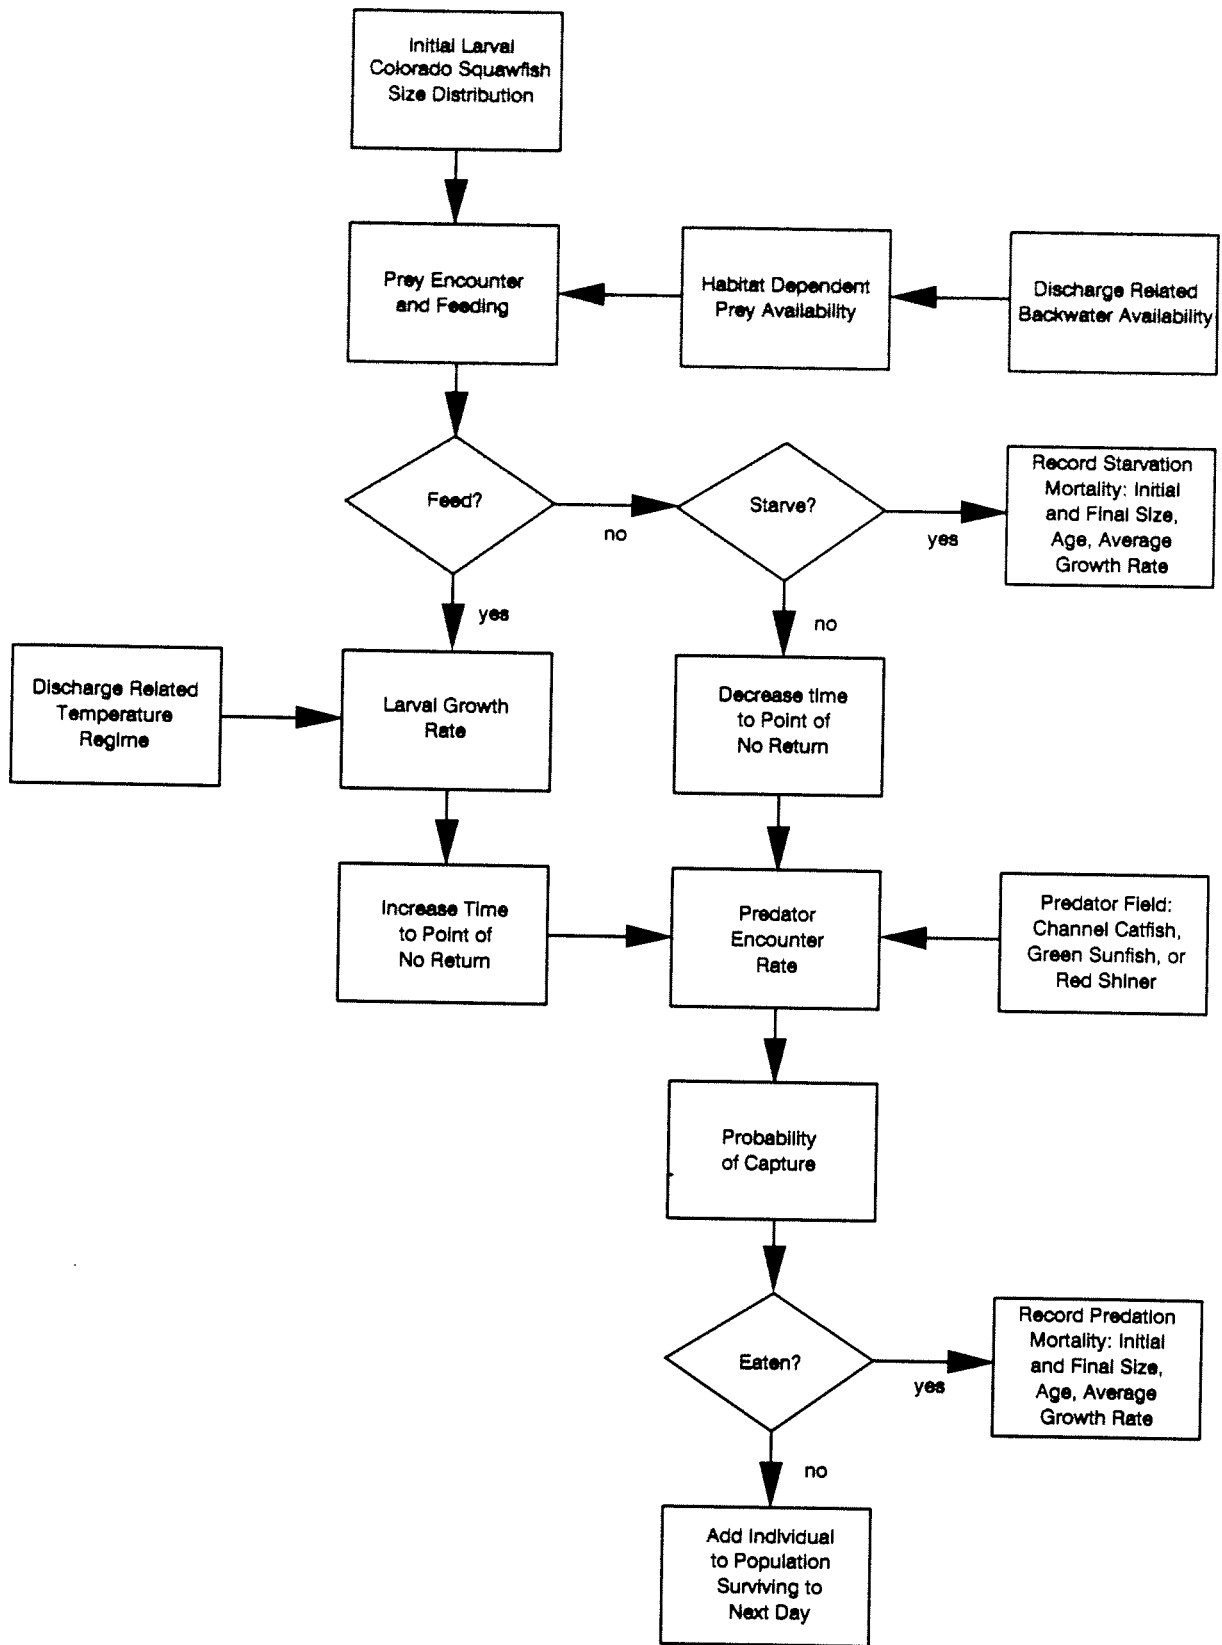 Initial Larval
Colorado Squawfish
Size Distribution
Prey Encounter
and Feeding
Habitat Dependent
Prey Availability
Discharge Related
Backwater Availability
Feed?
no
Starve?
yes
Record Starvation
Mortality: Initial
and Final Size,
Age, Average
Growth Rate
yes
no
Discharge Related
Temperature
Regime
Larval Growth
Rate
Decrease time
to Point of
No Return
Increase Time
to Point of
No Return
Predator
Encounter
Rate
Predator Field:
Channel Catfish,
Green Sunfish, or
Red Shiner
Probability
of Capture
Eaten?
yes
Record Predation
Mortality: Initial
and Final Size,
Age, Average
Growth Rate
no
Add Individual
to Population
Surviving to
Next Day